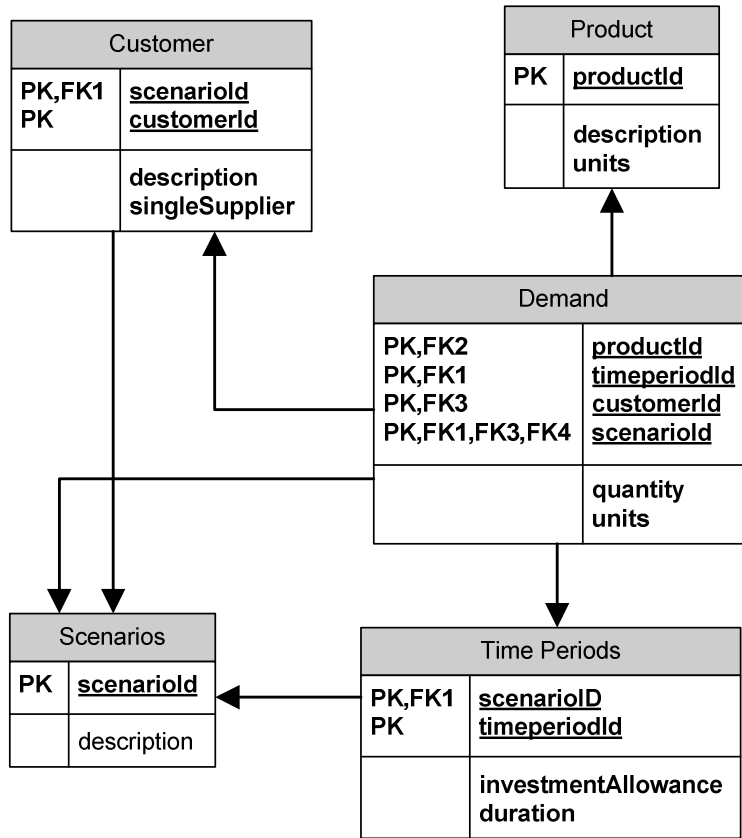 Customer
PK,FK1 scenarioId
PK customerId
description
singleSupplier
Product
PK productId
description
units
Demand
PK,FK2 productId
PK,FK1 timeperiodId
PK,FK3 customerId
PK,FK1,FK3,FK4 scenarioId
quantity
units
Scenarios
PK scenarioId
description
Time Periods
PK,FK1 scenarioID
PK timeperiodId
investmentAllowance
duration